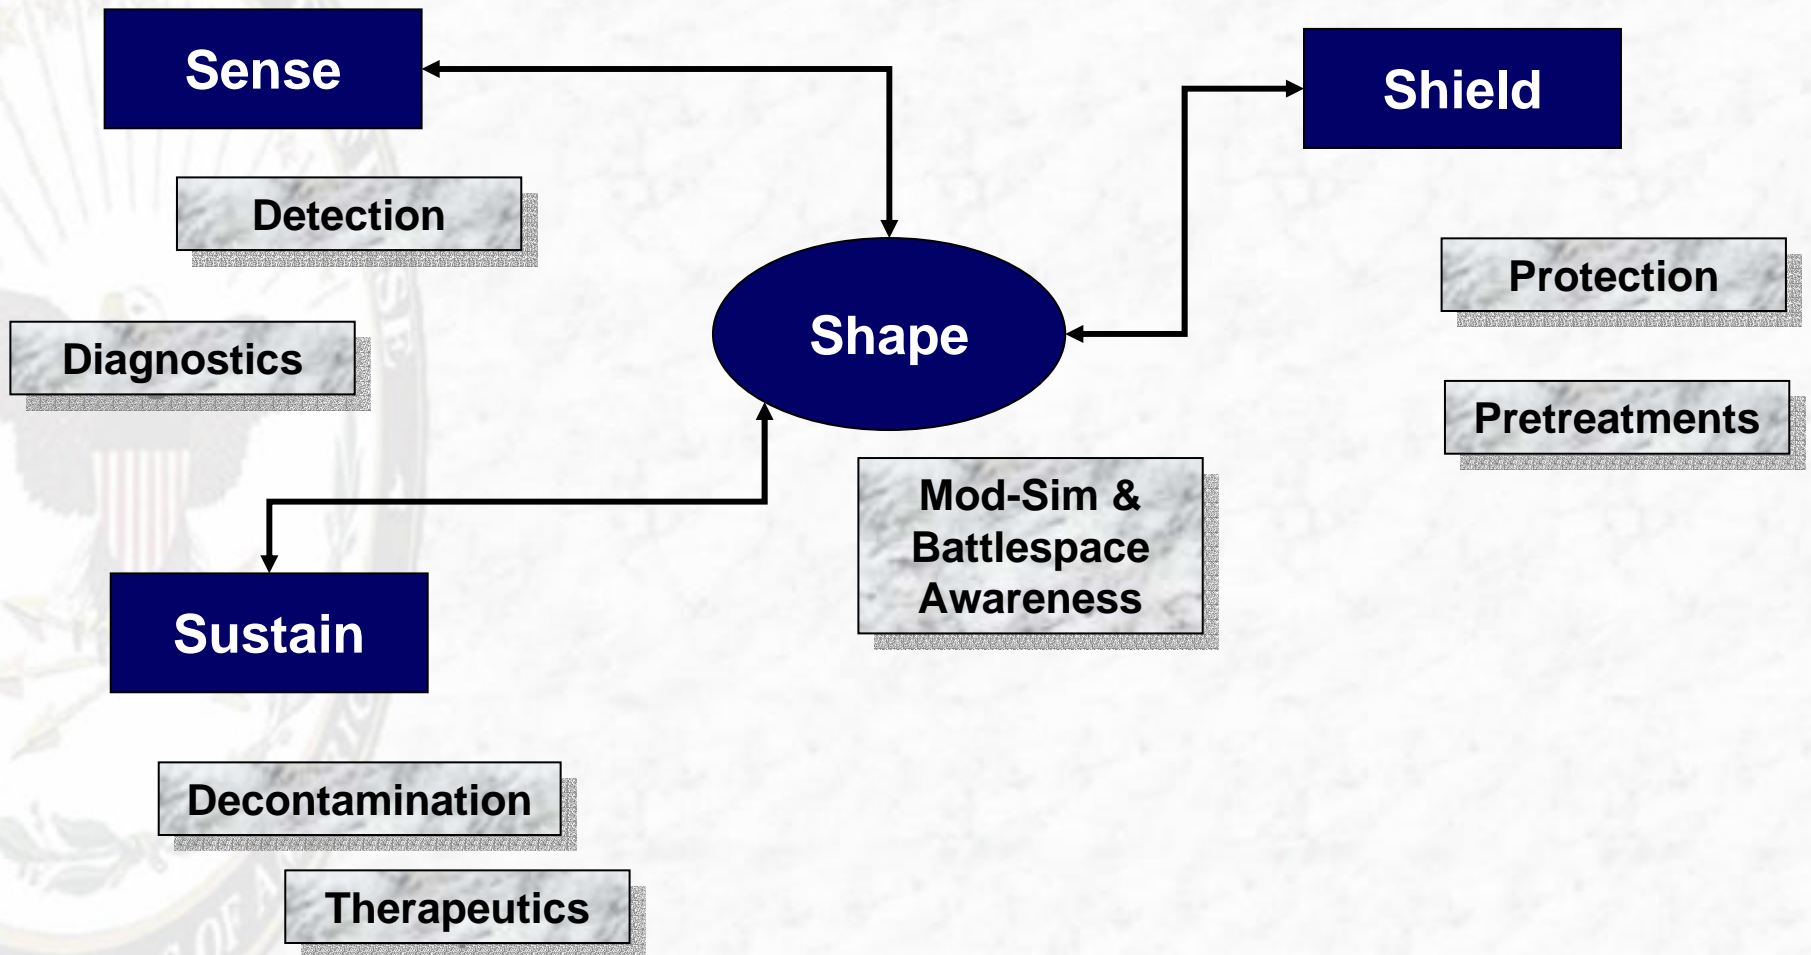 Sense
Shield
Detection
Protection
Diagnostics
Shape
Pretreatments
Mod-Sim &
Battlespace
Awareness
Sustain
Decontamination
Therapeutics